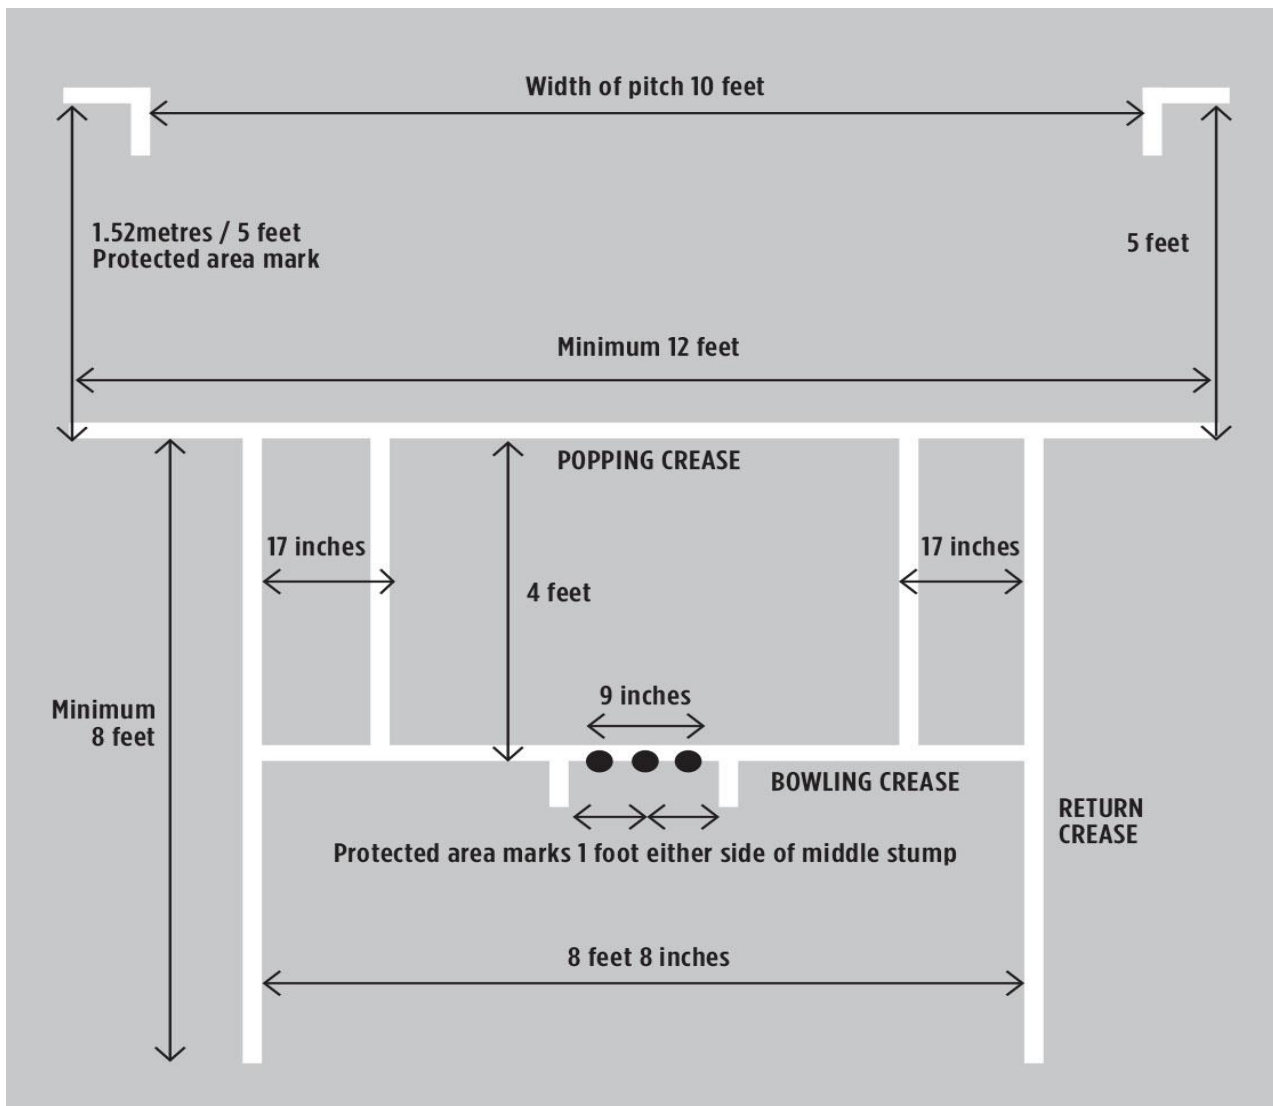 Width of pitch 10 feet
1.52metres / 5 feet
Protected area mark
5 feet
Minimum 12 feet
POPPING CREASE
17 inches
17 inches
4 feet
9 inches
Minimum
8 feet
BOWLING CREASE
RETURN
CREASE
Protected area marks 1 foot either side of middle stump
8 feet 8 inches